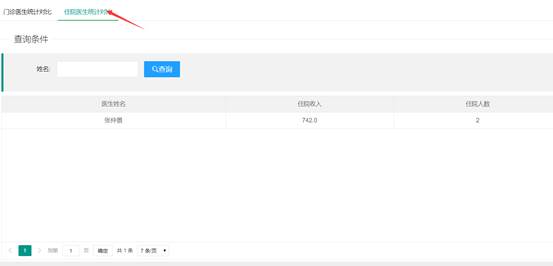 门诊医生统计对比 住院医生统计对比
查询条件
姓名: 查询
医生姓名 住院收入 住院人数
张仲景 742.0 2
1 到第 1 页 确定 共 1 条 7 条/页